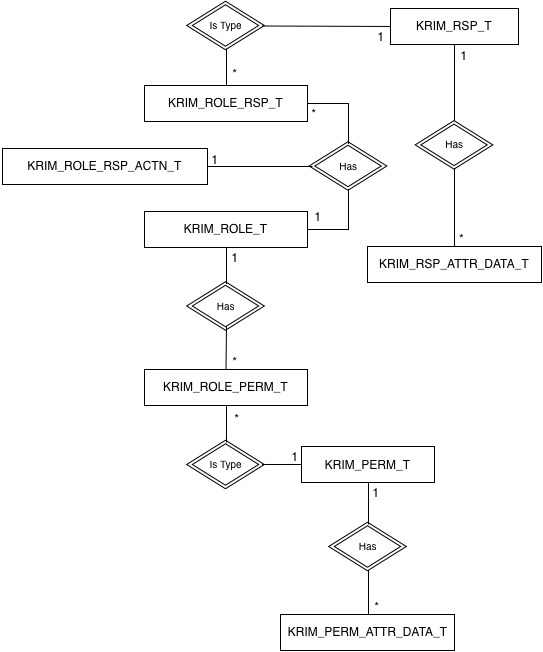 Is Type
KRIM_RSP_T
1
1
*
KRIM_ROLE_RSP_T
*
Has
KRIM_ROLE_RSP_ACTN_T
1
Has
1
KRIM_ROLE_T
*
1
KRIM_RSP_ATTR_DATA_T
Has
*
KRIM_ROLE_PERM_T
*
Is Type
1
KRIM_PERM_T
1
Has
*
KRIM_PERM_ATTR_DATA_T